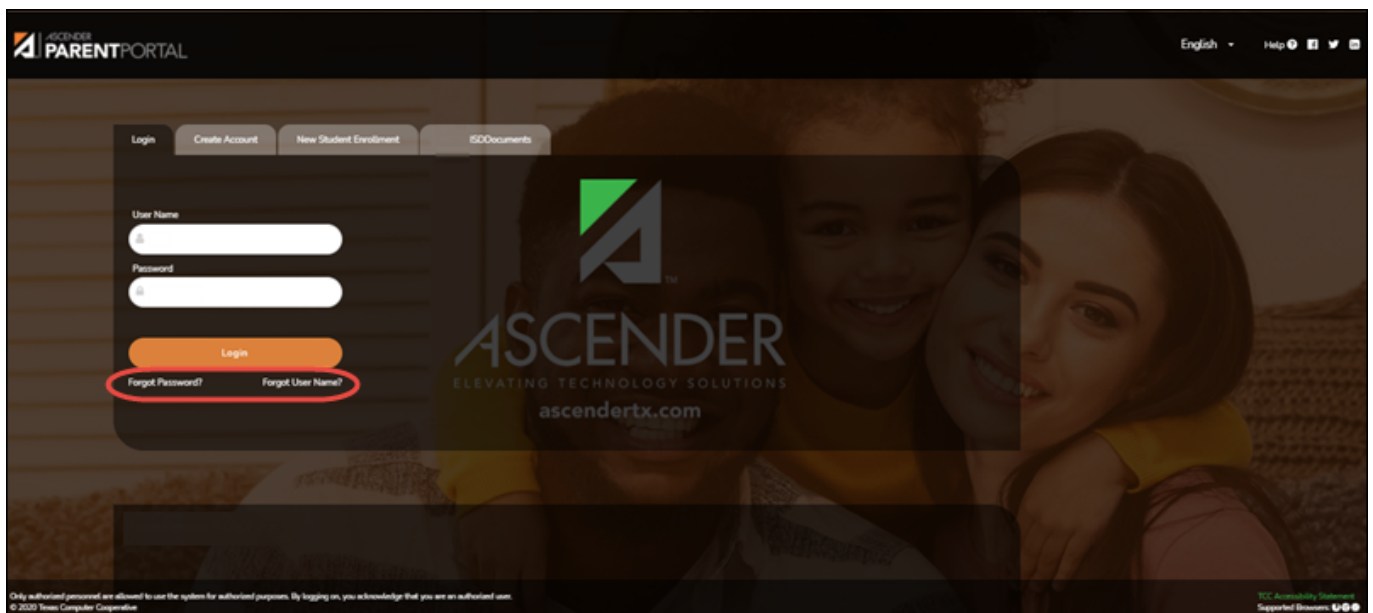 ASCENDER
PARENTPORTAL
English
Help
Login
Create Account
New Student Enrollment
ISDDocuments
User Name
Password
Login
Forgot Password?
Forgot User Name?
TM
ASCENDER
ELEVATING TECHNOLOGY SOLUTIONS
ascendertx.com
Only authorized personnel are allowed to use the system for authorized purposes. By logging on, you acknowledge that you are an authorized user.
© 2020 Texas Computer Cooperative
TCC Accessibility Statement
Supported Browsers: